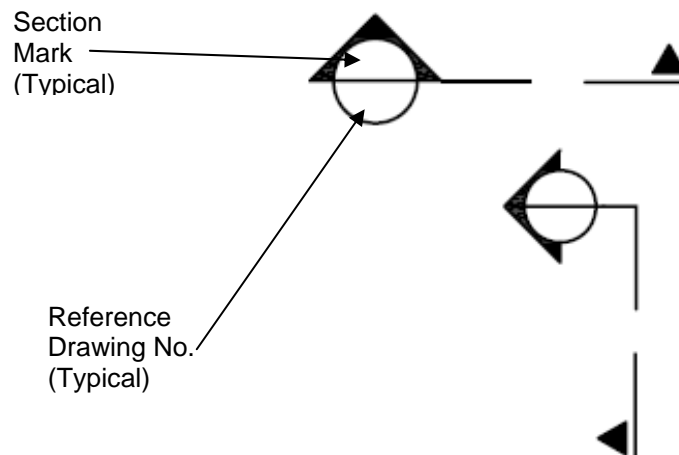 Section
Mark
(Typical)
Reference
Drawing No.
(Typical)